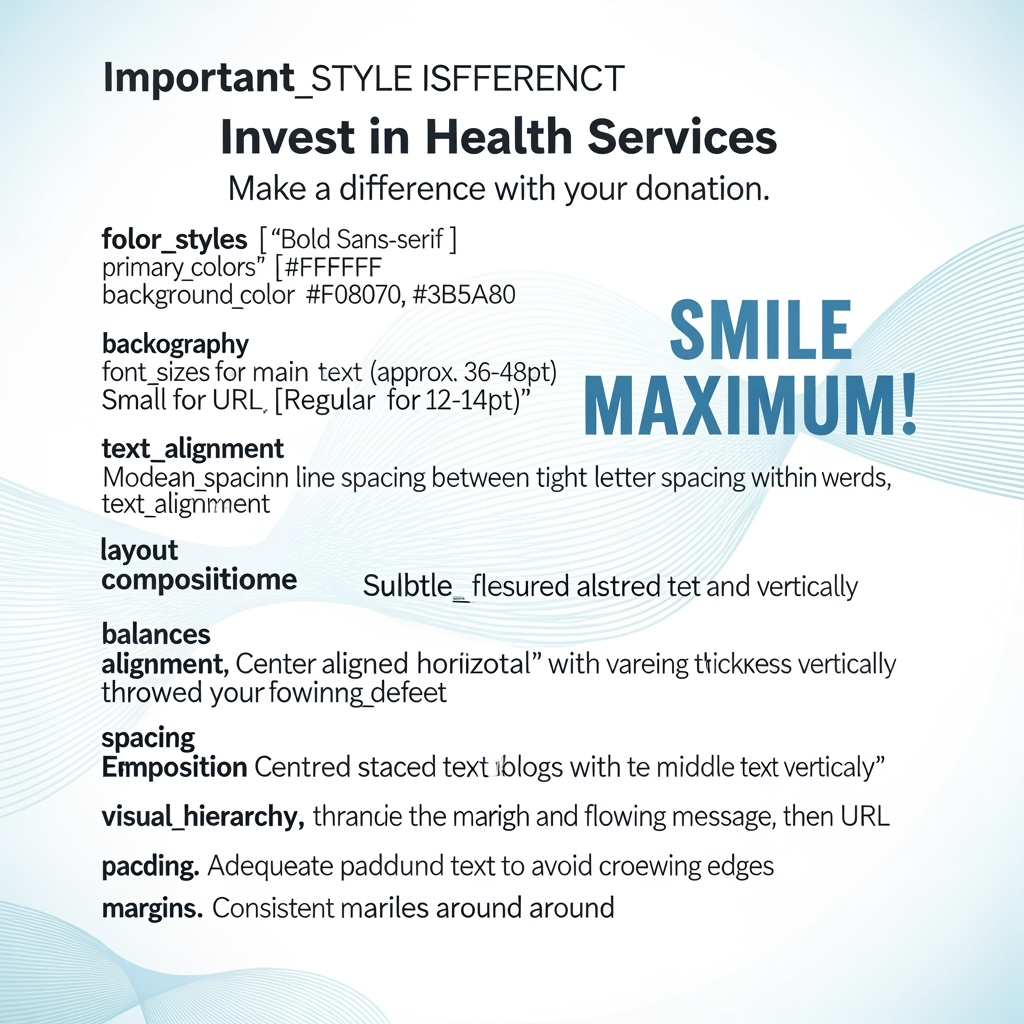 Important_STYLE ISFFERENCT
Invest in Health Services
Make a difference with your donation.
folor_styles [“Bold Sans-serif ]
primary_colors” [#FFFFFF
background_color #F08070, #3B5A80
SMILE
MAXIMUM!
backography
font_sizes for main text (approx. 36-48pt)
Small for URL, [Regular for 12-14pt)”
text_alignment
Modean_spacinn line spacing between tight letter spacing within werds,
text_alignment
layout
composiitiome
Sulbtle_ flesured alstred tet and vertically
balances
alignment, Center aligned horiizotal” with vareing thickxess vertically
throwed your fowinng_defeet
spacing
Emposition Centred staced text blogs with te middle text verticaly”
visual_hierarchy, thrancie the marigh and flowing message, then URL
pacding. Adequeate paddund text to avoid croewing edges
margins. Consistent mariles around around